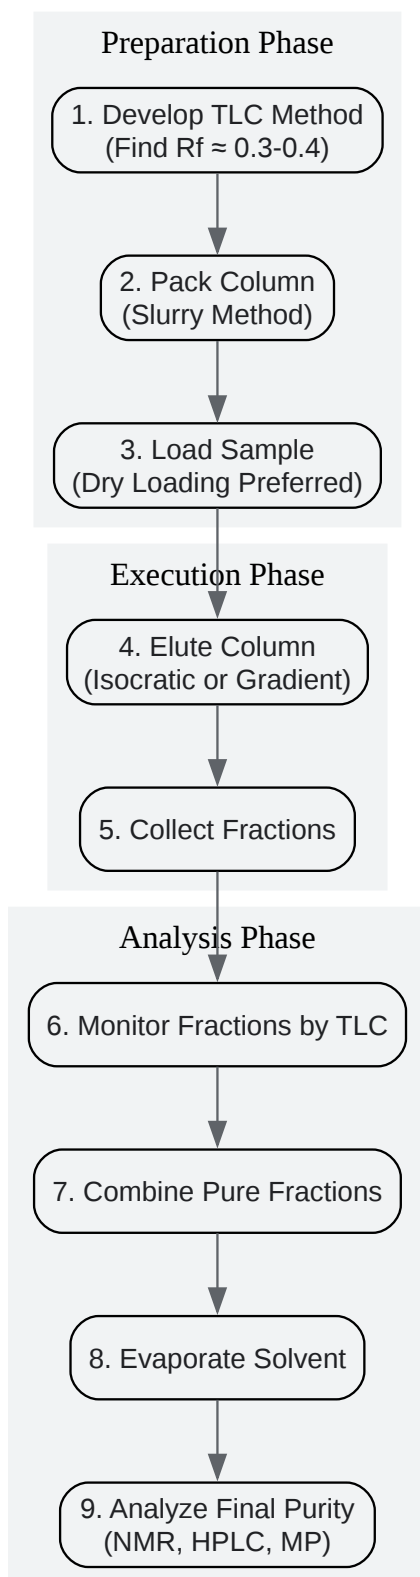 Preparation Phase
1. Develop TLC Method
(Find Rf ≈ 0.3-0.4)
2. Pack Column
(Slurry Method)
3. Load Sample
(Dry Loading Preferred)
Execution Phase
4. Elute Column
(Isocratic or Gradient)
5. Collect Fractions
Analysis Phase
6. Monitor Fractions by TLC
7. Combine Pure Fractions
8. Evaporate Solvent
9. Analyze Final Purity
(NMR, HPLC, MP)